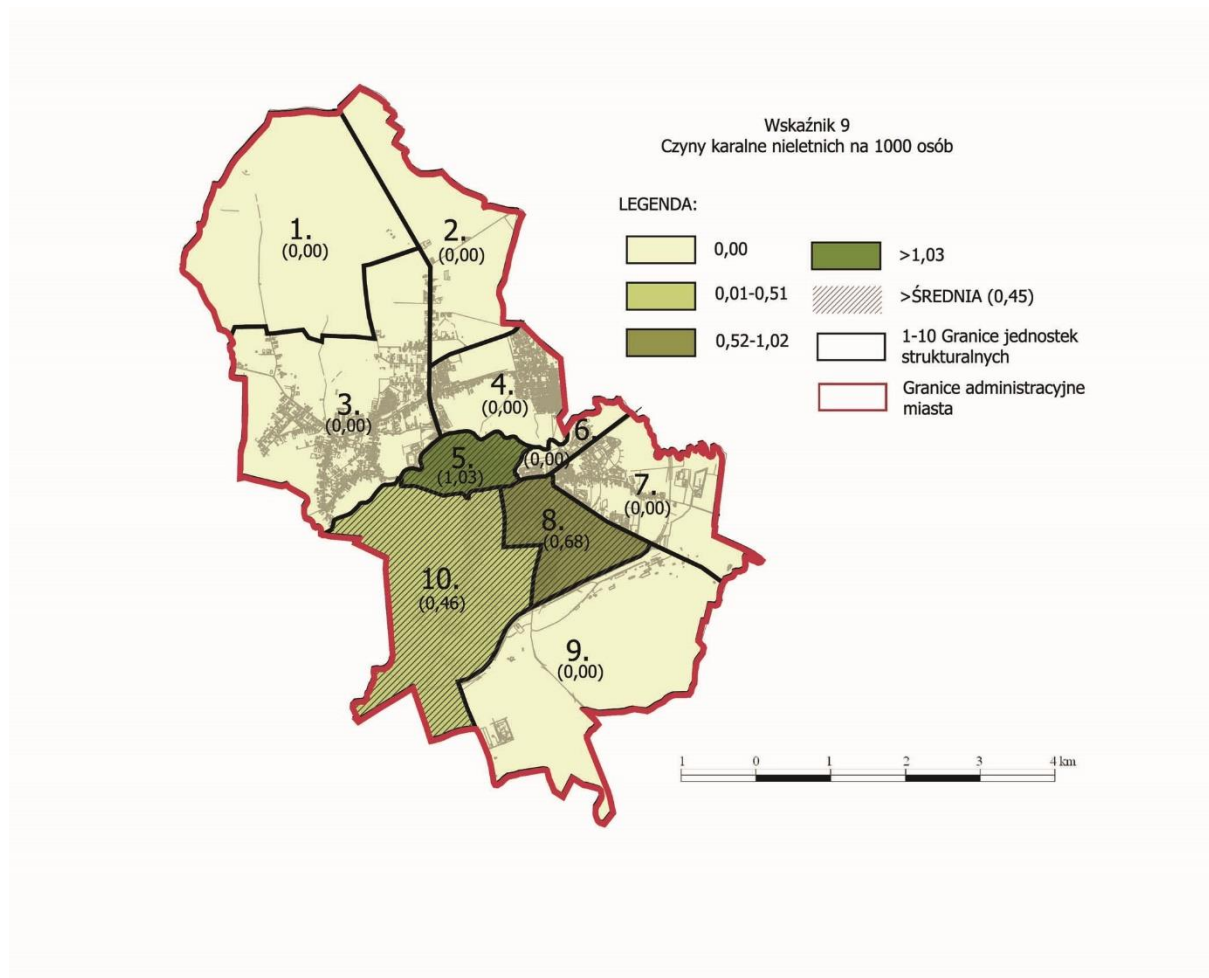 Wskaźnik 9
Czyny karalne nieletnich na 1000 osób
LEGENDA:
0,00
0,01-0,51
0,52-1,02
>1,03
>ŚREDNIA (0,45)
1-10 Granice jednostek
strukturalnych
Granice administracyjne
miasta
1.
(0,00)
2.
(0,00)
3.
(0,00)
4.
(0,00)
5.
(1,03)
6.
(0,00)
7.
(0,00)
8.
(0,68)
10.
(0,46)
9.
(0,00)
1 0 1 2 3 4 km